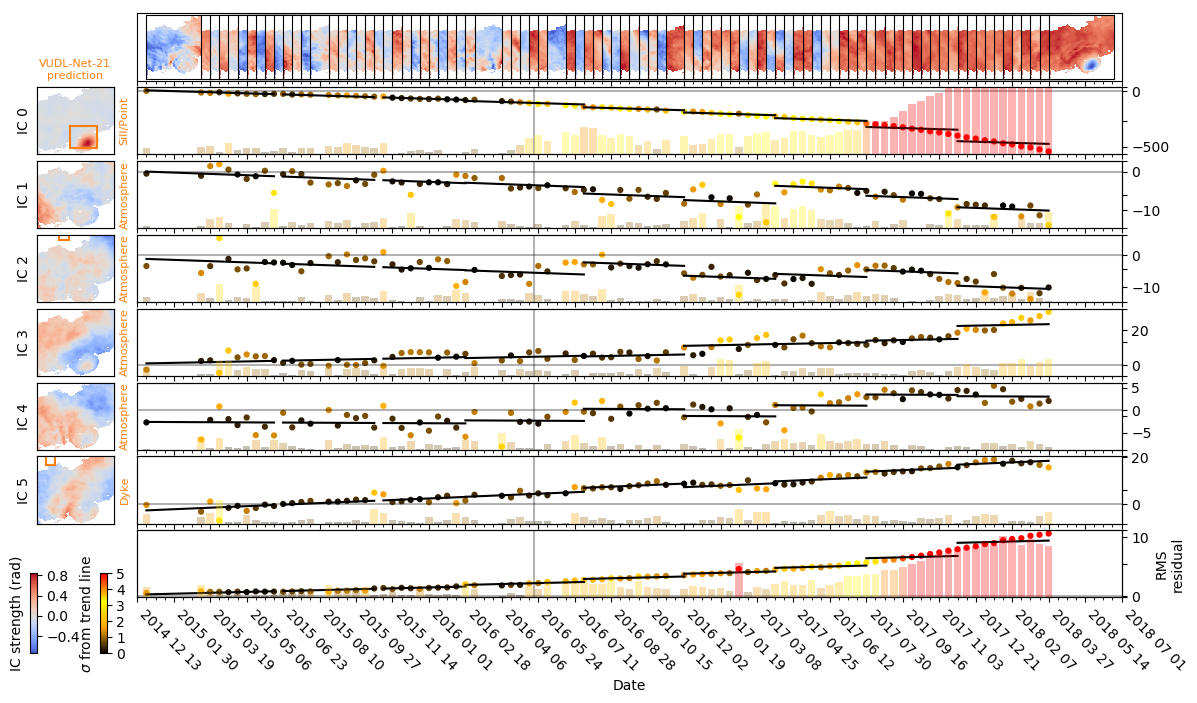 VUDL-Net-21
prediction
IC 0
Sill/Point
0
−500
IC 1
Atmosphere
0
−10
IC 2
Atmosphere
0
−10
IC 3
Atmosphere
20
0
IC 4
Atmosphere
5
0
−5
IC 5
Dyke
20
0
10
0
RMS
residual
IC strength (rad)
0.8
0.4
0.0
−0.4
σ from trend line
5
4
3
2
1
0
2014 12 13
2015 01 30
2015 03 19
2015 05 06
2015 06 23
2015 08 10
2015 09 27
2015 11 14
2016 01 01
2016 02 18
2016 04 06
2016 05 24
2016 07 11
2016 08 28
2016 10 15
2016 12 02
2017 01 19
2017 03 08
2017 04 25
2017 06 12
2017 07 30
2017 09 16
2017 11 03
2017 12 21
2018 02 07
2018 03 27
2018 05 14
2018 07 01
Date